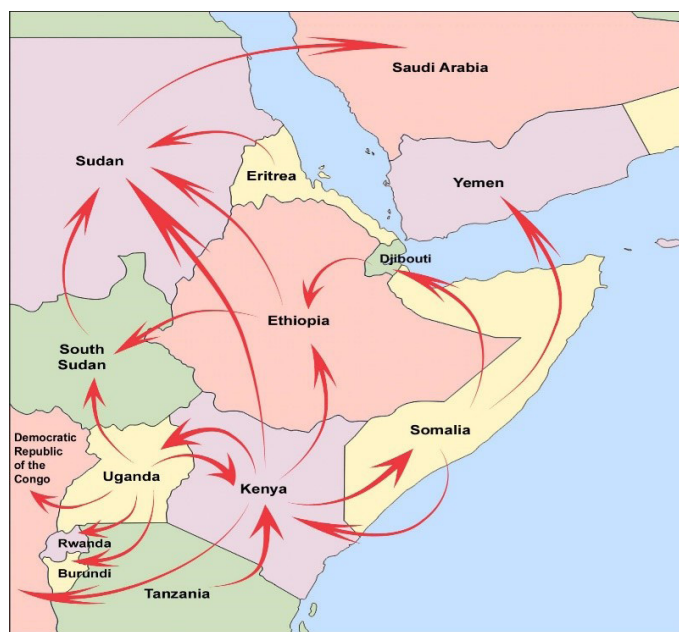 Saudi Arabia
Sudan
Eritrea
Yemen
Djibouti
Ethiopia
South
Sudan
Somalia
Democratic
Republic
of the
Congo
Uganda
Kenya
Rwanda
Burundi
Tanzania